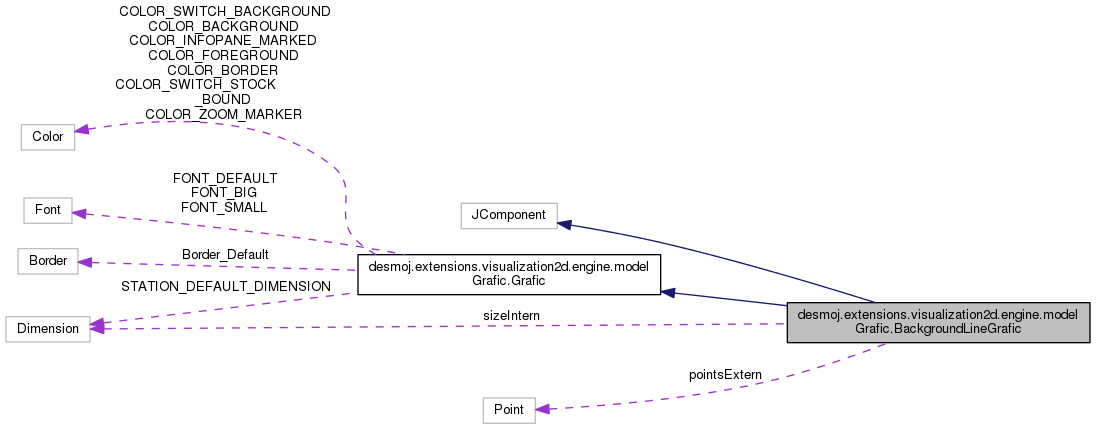 COLOR_SWITCH_BACKGROUND
COLOR_BACKGROUND
COLOR_INFOPANE_MARKED
COLOR_FOREGROUND
COLOR_BORDER
COLOR_SWITCH_STOCK
_BOUND
COLOR_ZOOM_MARKER
Color
FONT_DEFAULT
FONT_BIG
FONT_SMALL
Font
JComponent
Border_Default
Border
desmoj.extensions.visualization2d.engine.model
Grafic.Grafic
STATION_DEFAULT_DIMENSION
Dimension
sizeIntern
desmoj.extensions.visualization2d.engine.model
Grafic.BackgroundLineGrafic
pointsExtern
Point